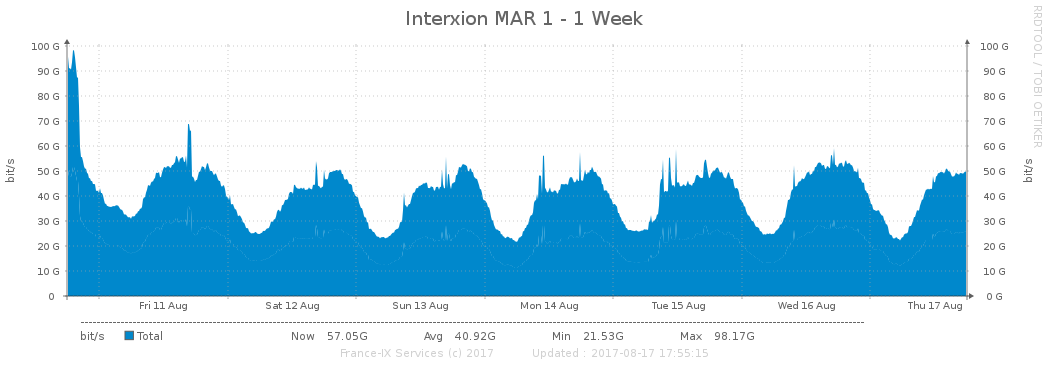 Interxion MAR 1 - 1 Week
RRDTOOL / TOBI OETIKER
bit/s
100 G 100 G
90 G 90 G
80 G 80 G
70 G 70 G
60 G 60 G
50 G 50 G
40 G 40 G
30 G 30 G
20 G 20 G
10 G 10 G
0 0 G
bit/s
Fri 11 Aug Sat 12 Aug Sun 13 Aug Mon 14 Aug Tue 15 Aug Wed 16 Aug Thu 17 Aug
bit/s Total Now 57.05G Avg 40.92G Min 21.53G Max 98.17G
France-IX Services (c) 2017 Updated : 2017-08-17 17:55:15